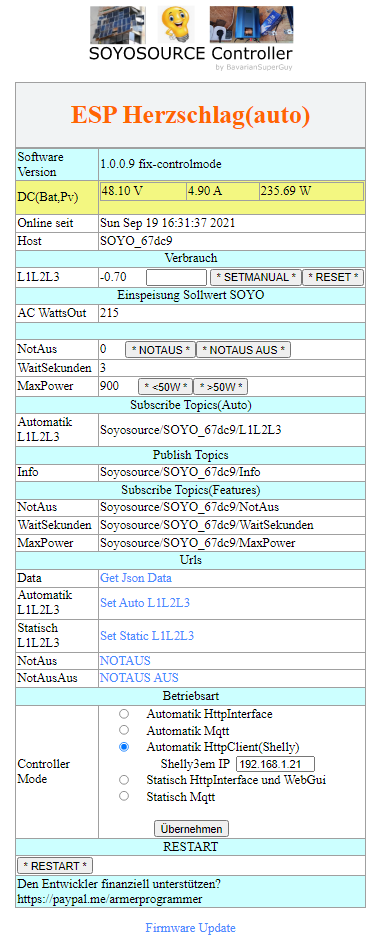 SOYOSOURCE Controller
by BavarianSuperGuy
ESP Herzschlag(auto)
Software Version 1.0.0.9 fix-controlmode
DC(Bat,Pv) 48.10 V 4.90 A 235.69 W
Online seit Sun Sep 19 16:31:37 2021
Host SOYO_67dc9
Verbrauch
L1L2L3 -0.70 * SETMANUAL * * RESET *
Einspeisung Sollwert SOYO
AC WattsOut 215
NotAus 0 * NOTAUS * * NOTAUS AUS *
WaitSekunden 3
MaxPower 900 * <50W * * >50W *
Subscribe Topics(Auto)
Automatik L1L2L3 Soyosource/SOYO_67dc9/L1L2L3
Publish Topics
Info Soyosource/SOYO_67dc9/Info
Subscribe Topics(Features)
NotAus Soyosource/SOYO_67dc9/NotAus
WaitSekunden Soyosource/SOYO_67dc9/WaitSekunden
MaxPower Soyosource/SOYO_67dc9/MaxPower
Urls
Data Get Json Data
Automatik L1L2L3 Set Auto L1L2L3
Statisch L1L2L3 Set Static L1L2L3
NotAus NOTAUS
NotAusAus NOTAUS AUS
Betriebsart
Controller Mode
Automatik HttpInterface
Automatik Mqtt
Automatik HttpClient(Shelly)
Shelly3em IP 192.168.1.21
Statisch HttpInterface und WebGui
Statisch Mqtt
Übernehmen
RESTART
* RESTART *
Den Entwickler finanziell unterstützen?
https://paypal.me/armerprogrammer
Firmware Update